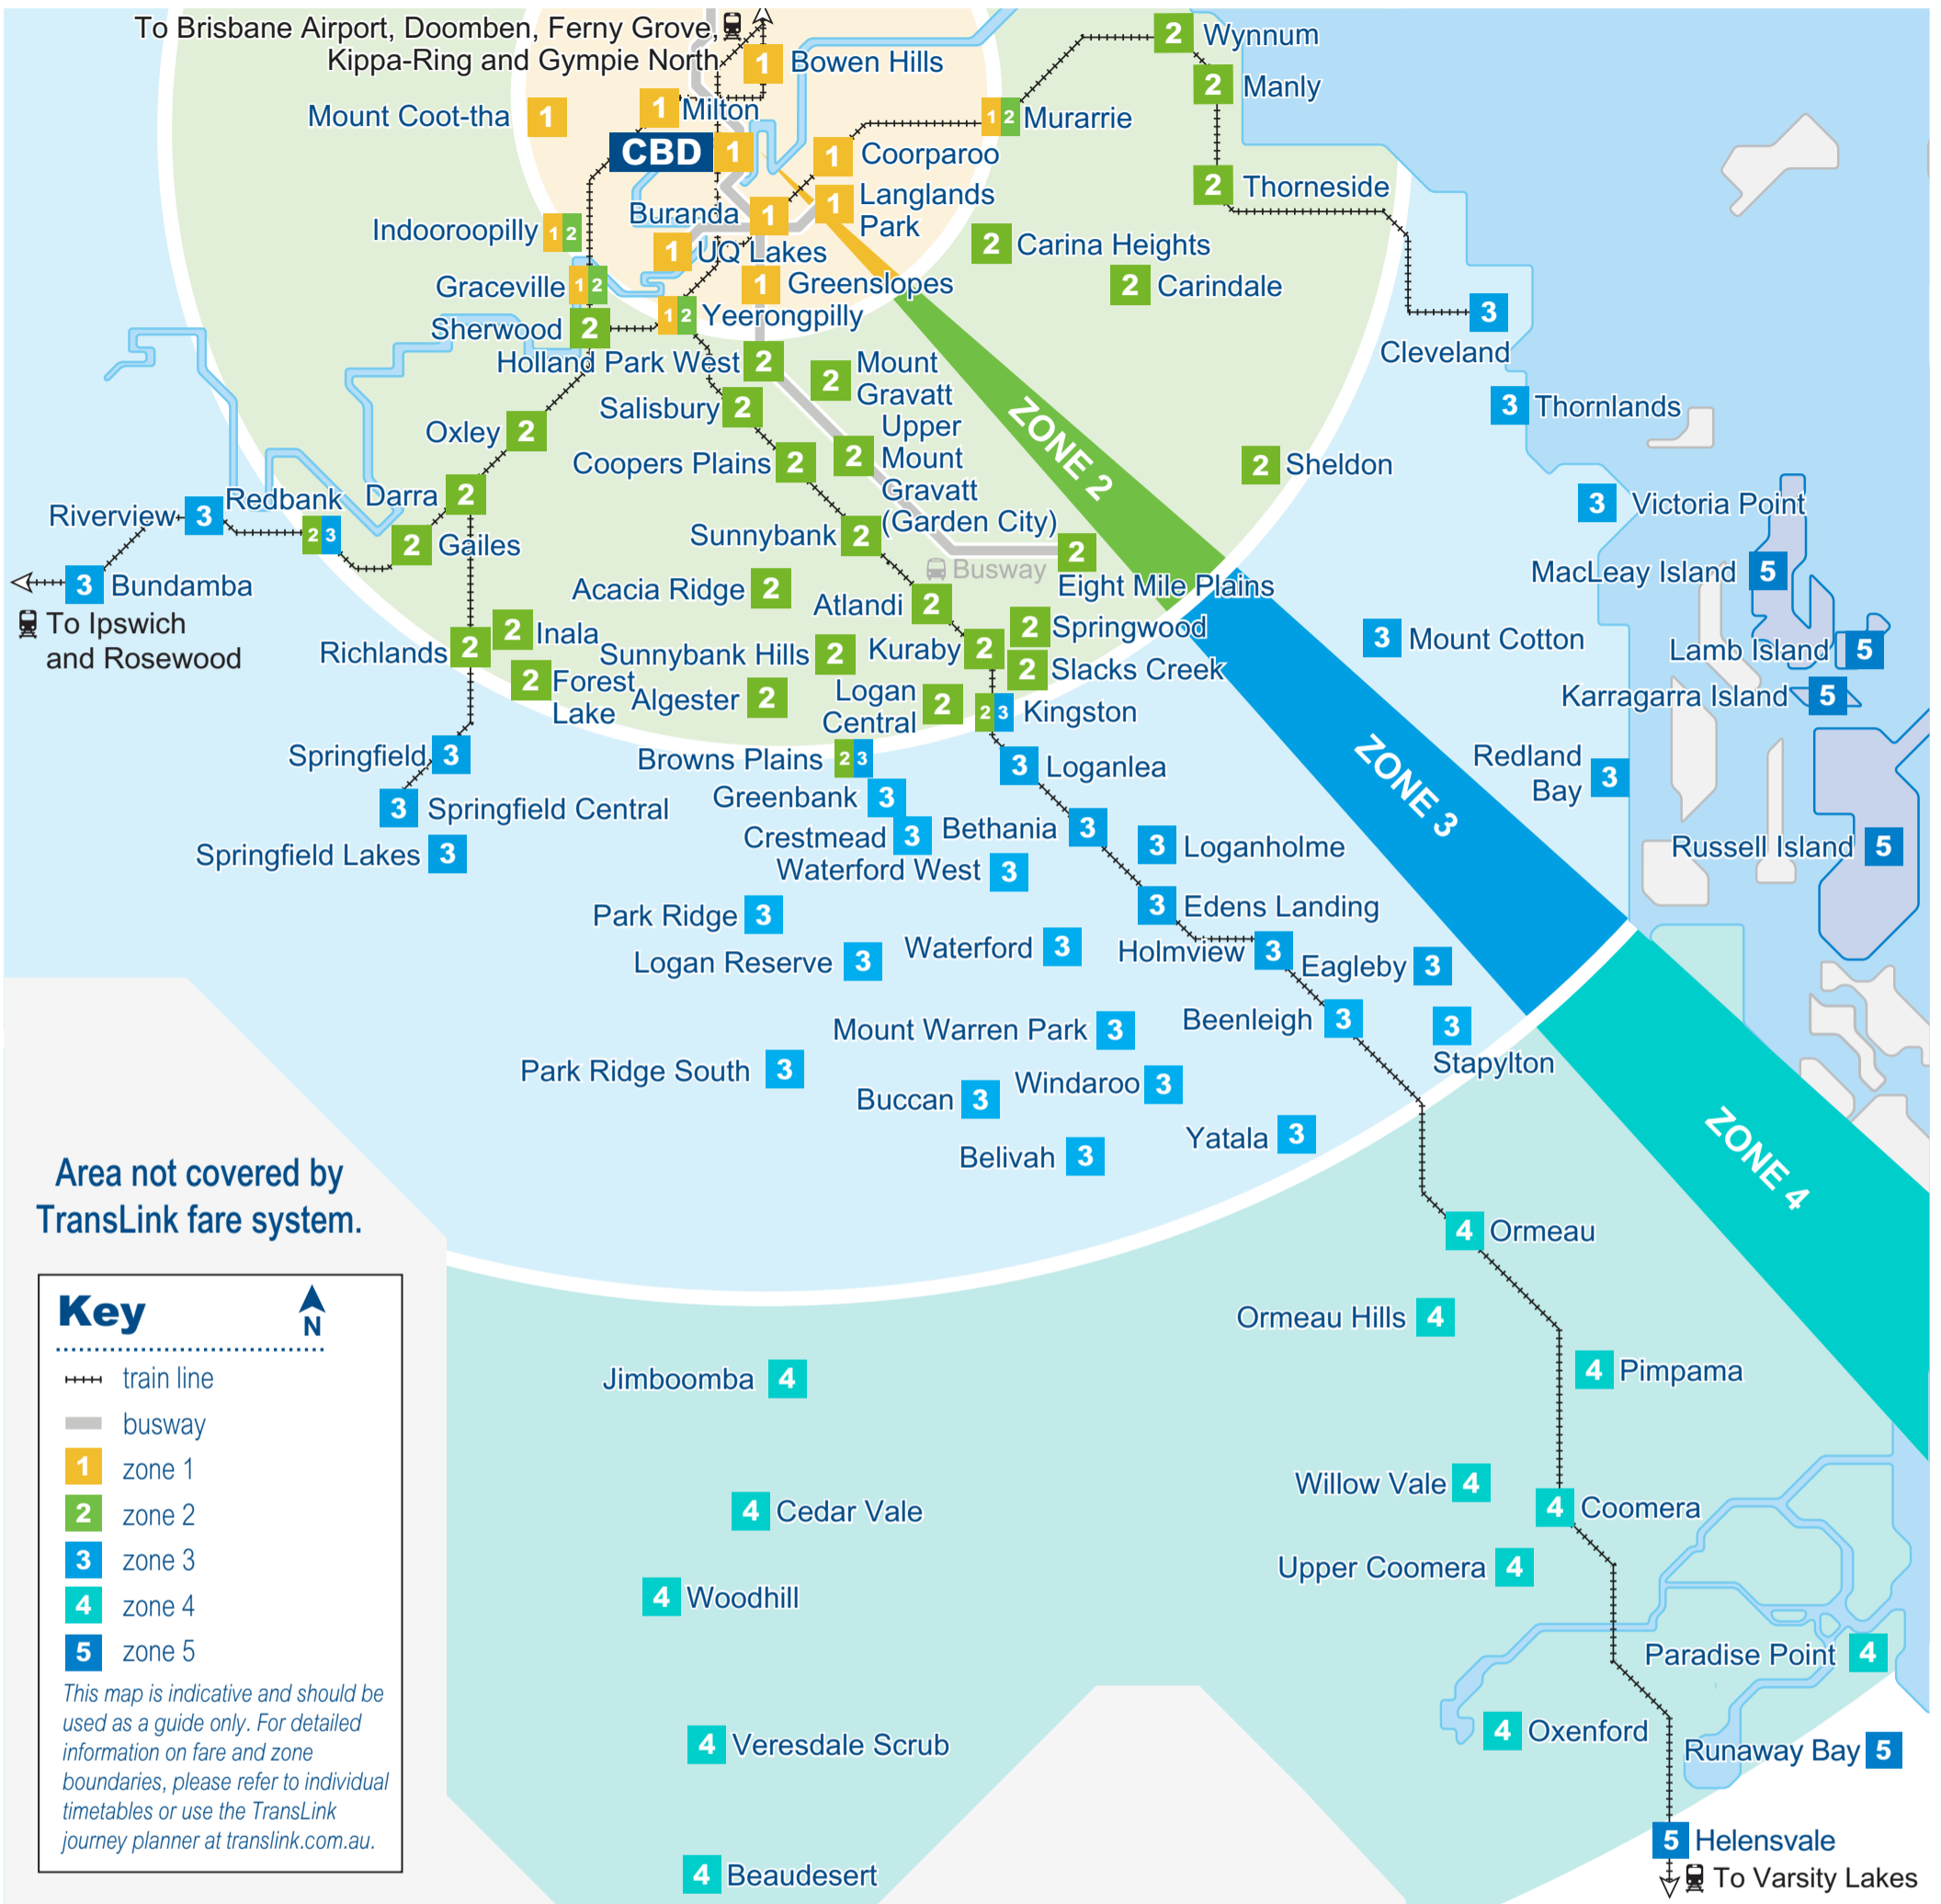 To Brisbane Airport, Doomben, Ferny Grove,
Kippa-Ring and Gympie North
1 Bowen Hills
2 Wynnum
2 Manly
Mount Coot-tha 1
1 Milton
1 2 Murarrie
CBD 1
1 Coorparoo
2 Thorneside
1 Langlands
Park
Buranda 1
Indooroopilly 1 2
2 Carina Heights
1 UQ Lakes
Graceville 1 2
1 Greenslopes
2 Carindale
3
Cleveland
Sherwood 2
1 2 Yeerongpilly
Holland Park West 2
2 Mount
Gravatt
Salisbury 2
3 Thornlands
Oxley 2
ZONE 2
Coopers Plains 2
2 Upper
Mount
Gravatt
(Garden City)
2 Sheldon
Darra 2
3 Victoria Point
Riverview 3
Redbank
2 3
2 Gailes
Sunnybank 2
2
Eight Mile Plains
Busway
3 Bundamba
To Ipswich
and Rosewood
MacLeay Island 5
Acacia Ridge 2
Atlandi 2
2 Springwood
2 Inala
Richlands 2
Sunnybank Hills 2
Kuraby 2
2 Slacks Creek
3 Mount Cotton
Lamb Island 5
2 Forest
Lake
Algester 2
Logan
Central 2
2 3 Kingston
Karragarra Island 5
Springfield 3
Browns Plains 2 3
3 Loganlea
ZONE 3
Redland
Bay 3
3 Springfield Central
Greenbank 3
Crestmead 3
Bethania 3
3 Loganholme
Russell Island 5
Springfield Lakes 3
Waterford West 3
Park Ridge 3
3 Edens Landing
Logan Reserve 3
Waterford 3
Holmview 3
Eagleby 3
Mount Warren Park 3
Beenleigh 3
3
Stapylton
Park Ridge South 3
Buccan 3
Windaroo 3
Yatala 3
Belivah 3
ZONE 4
Area not covered by
TransLink fare system.
4 Ormeau
Ormeau Hills 4
4 Pimpama
Jimboomba 4
Willow Vale 4
4 Coomera
4 Cedar Vale
Upper Coomera 4
4 Woodhill
Paradise Point 4
4 Oxenford
4 Veresdale Scrub
Runaway Bay 5
5 Helensvale
4 Beaudesert
To Varsity Lakes
Key
N
train line
busway
1 zone 1
2 zone 2
3 zone 3
4 zone 4
5 zone 5
This map is indicative and should be
used as a guide only. For detailed
information on fare and zone
boundaries, please refer to individual
timetables or use the TransLink
journey planner at translink.com.au.